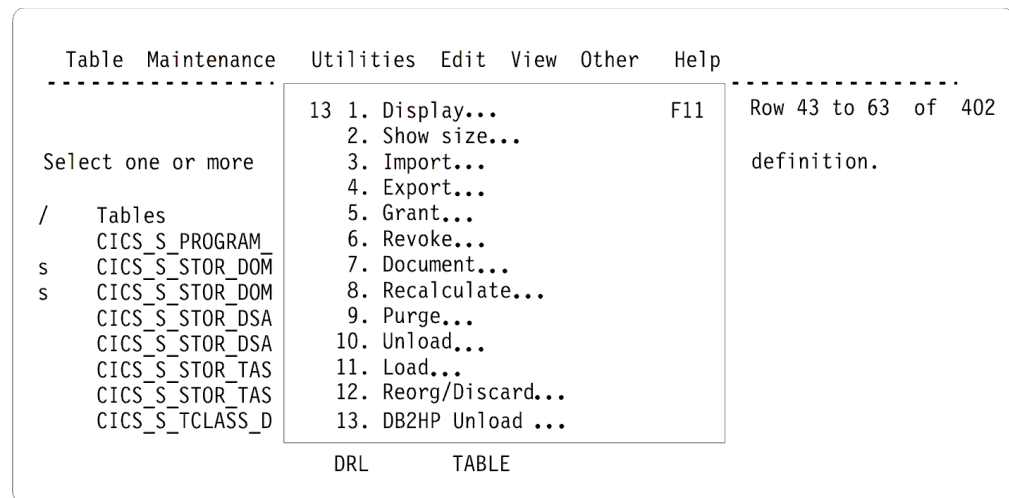 Table Maintenance Utilities Edit View Other Help
13 1. Display... F11 Row 43 to 63 of 402
2. Show size...
Select one or more 3. Import... definition.
4. Export...
/ Tables 5. Grant...
CICS_S_PROGRAM_ 6. Revoke...
s CICS_S_STOR_DOM 7. Document...
s CICS_S_STOR_DOM 8. Recalculate...
CICS_S_STOR_DSA 9. Purge...
CICS_S_STOR_DSA 10. Unload...
CICS_S_STOR_TAS 11. Load...
CICS_S_STOR_TAS 12. Reorg/Discard...
CICS_S_TCLASS_D 13. DB2HP Unload ...
DRL TABLE